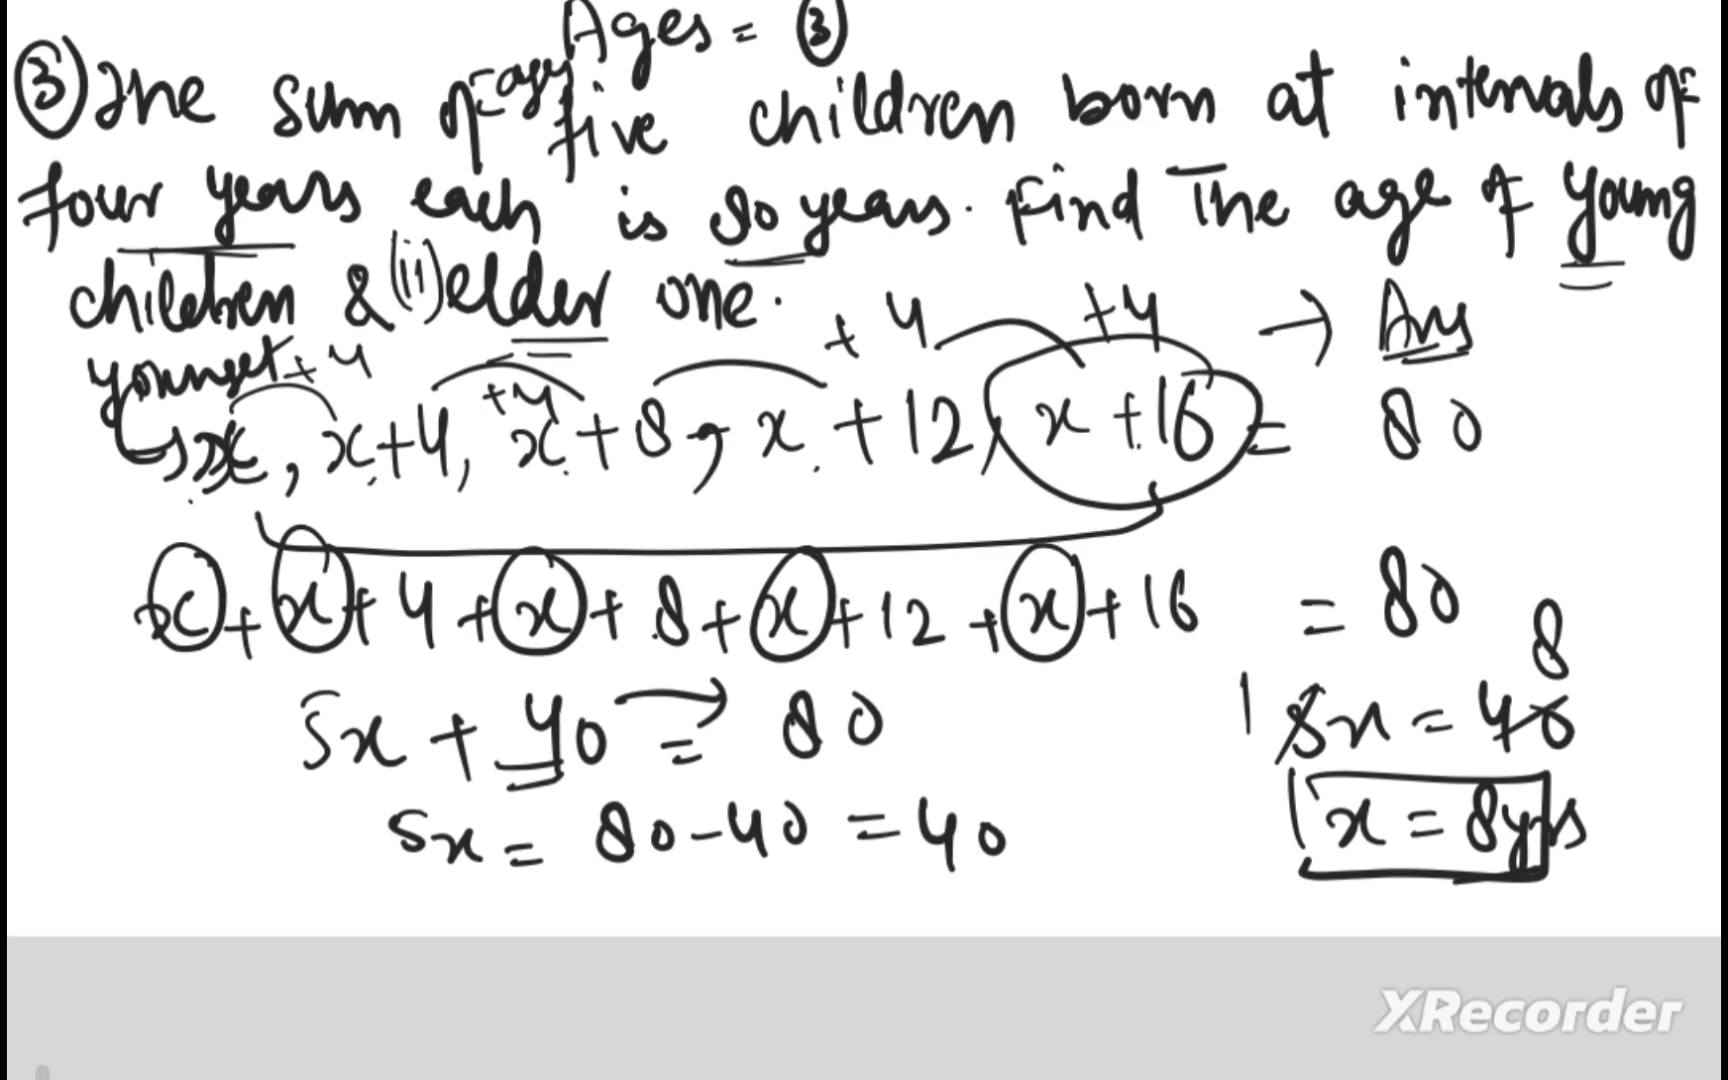 Ages = ③
③ The sum of ages five children born at intervals of
four years each is 80 years. Find The age of young
children & (ii) elder one.
younget +4 +4 +4 +4 → Ans
→ x, x+4, x+8, x+12, x+16 = 80
x + x + 4 + x + 8 + x + 12 + x + 16 = 80
5x + 40 = 80
5x = 80 - 40 = 40
8
1 5x = 40
x = 8yrs
XRecorder